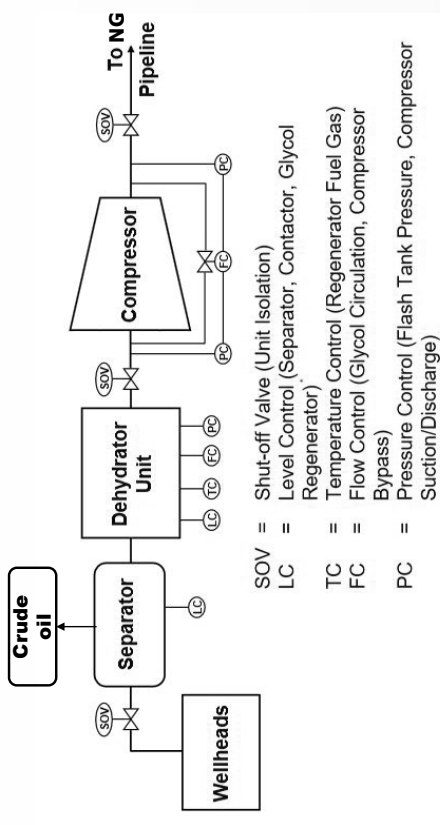 Crude
oil
To NG
Pipeline
SOV
SOV
SOV
Wellheads
Separator
Dehydrator
Unit
Compressor
LC
LC
TC
FC
PC
PC
FC
PC
SOV = Shut-off Valve (Unit Isolation)
LC = Level Control (Separator, Contactor, Glycol
Regenerator)
TC = Temperature Control (Regenerator Fuel Gas)
FC = Flow Control (Glycol Circulation, Compressor
Bypass)
PC = Pressure Control (Flash Tank Pressure, Compressor
Suction/Discharge)